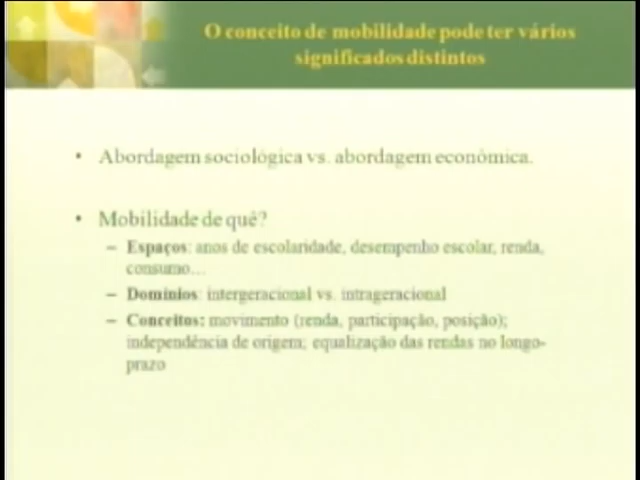 O conceito de mobilidade pode ter vários
significados distintos
• Abordagem sociológica vs. abordagem econômica.
• Mobilidade de quê?
– Espaços: anos de escolaridade, desempenho escolar, renda,
consumo...
– Domínios: intergeracional vs. intrageracional
– Conceitos: movimento (renda, participação, posição);
independência de origem; equalização das rendas no longo-
prazo